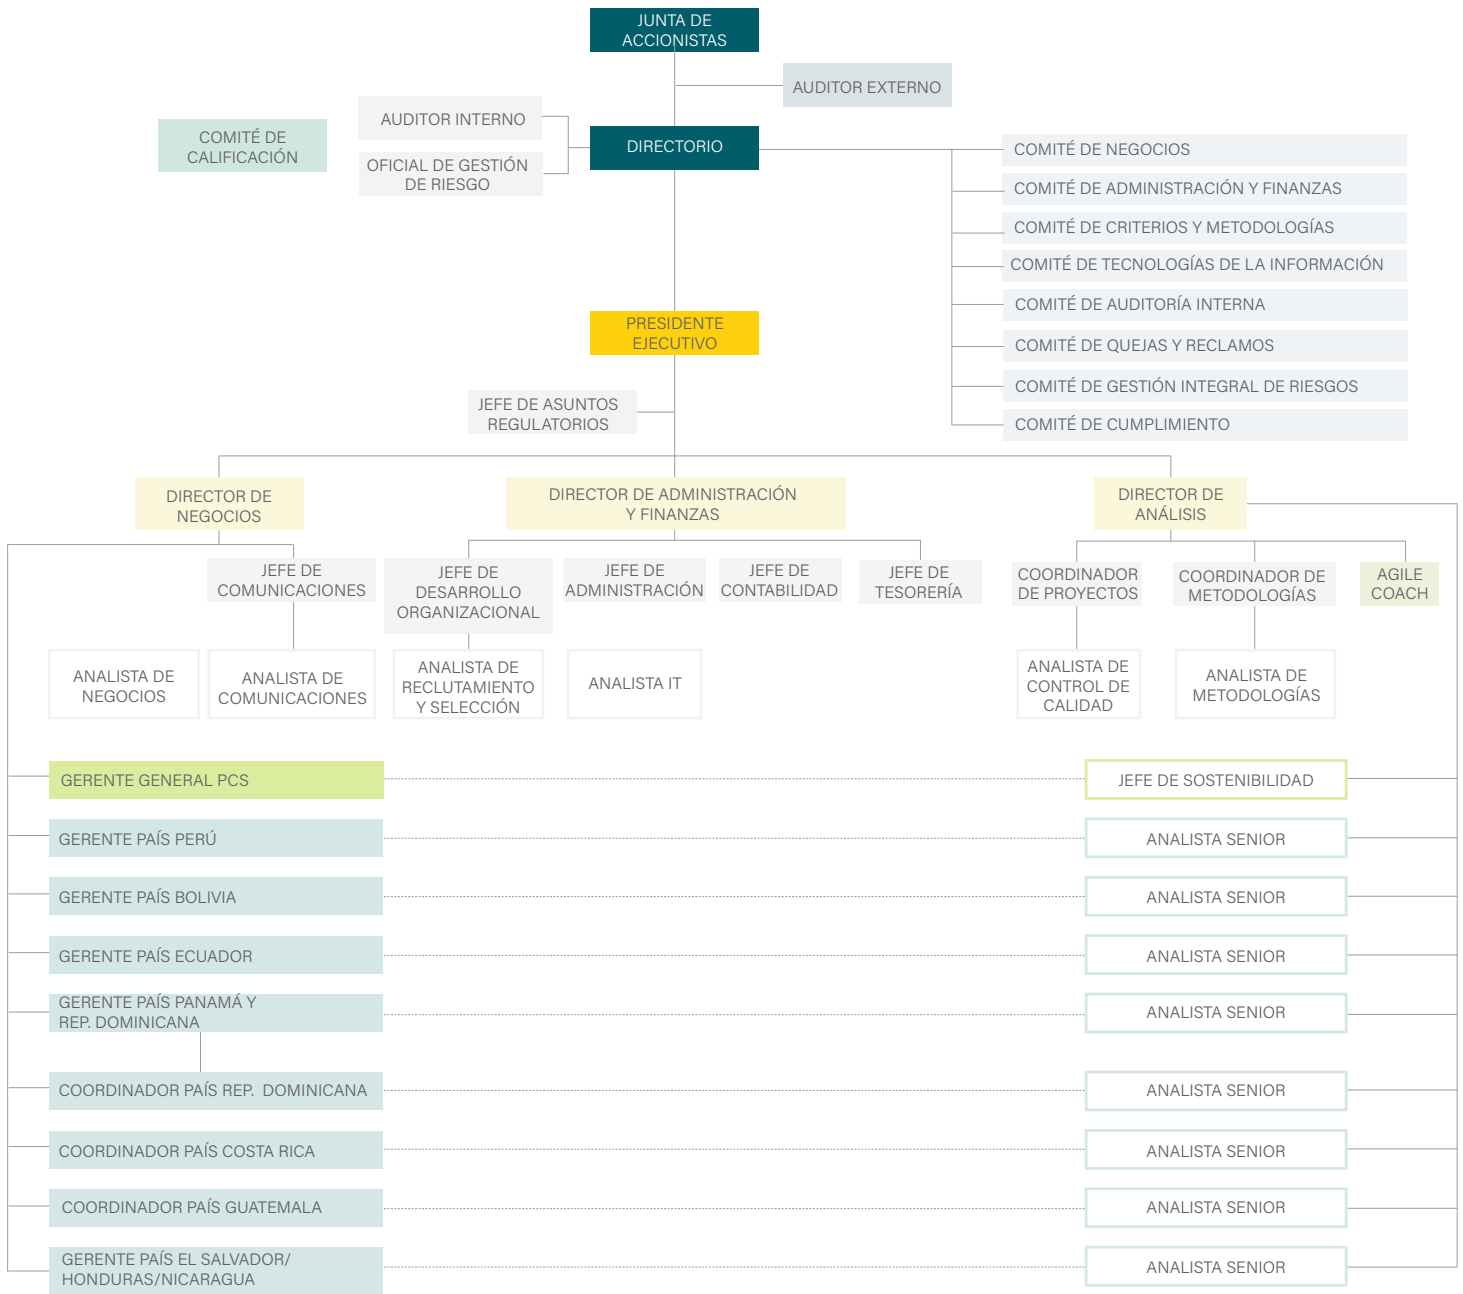 JUNTA DE
ACCIONISTAS
AUDITOR EXTERNO
AUDITOR INTERNO
COMITÉ DE
CALIFICACIÓN
DIRECTORIO
OFICIAL DE GESTIÓN
DE RIESGO
COMITÉ DE NEGOCIOS
COMITÉ DE ADMINISTRACIÓN Y FINANZAS
COMITÉ DE CRITERIOS Y METODOLOGÍAS
COMITÉ DE TECNOLOGÍAS DE LA INFORMACIÓN
COMITÉ DE AUDITORÍA INTERNA
COMITÉ DE QUEJAS Y RECLAMOS
COMITÉ DE GESTIÓN INTEGRAL DE RIESGOS
COMITÉ DE CUMPLIMIENTO
PRESIDENTE
EJECUTIVO
JEFE DE ASUNTOS
REGULATORIOS
DIRECTOR DE
NEGOCIOS
DIRECTOR DE ADMINISTRACIÓN
Y FINANZAS
DIRECTOR DE
ANÁLISIS
JEFE DE
COMUNICACIONES
JEFE DE
DESARROLLO
ORGANIZACIONAL
JEFE DE
ADMINISTRACIÓN
JEFE DE
CONTABILIDAD
JEFE DE
TESORERÍA
COORDINADOR
DE PROYECTOS
COORDINADOR DE
METODOLOGÍAS
AGILE
COACH
ANALISTA DE
NEGOCIOS
ANALISTA DE
COMUNICACIONES
ANALISTA DE
RECLUTAMIENTO
Y SELECCIÓN
ANALISTA IT
ANALISTA DE
CONTROL DE
CALIDAD
ANALISTA DE
METODOLOGÍAS
GERENTE GENERAL PCS
JEFE DE SOSTENIBILIDAD
GERENTE PAÍS PERÚ
ANALISTA SENIOR
GERENTE PAÍS BOLIVIA
ANALISTA SENIOR
GERENTE PAÍS ECUADOR
ANALISTA SENIOR
GERENTE PAÍS PANAMÁ Y
REP. DOMINICANA
ANALISTA SENIOR
COORDINADOR PAÍS REP. DOMINICANA
ANALISTA SENIOR
COORDINADOR PAÍS COSTA RICA
ANALISTA SENIOR
COORDINADOR PAÍS GUATEMALA
ANALISTA SENIOR
GERENTE PAÍS EL SALVADOR/
HONDURAS/NICARAGUA
ANALISTA SENIOR